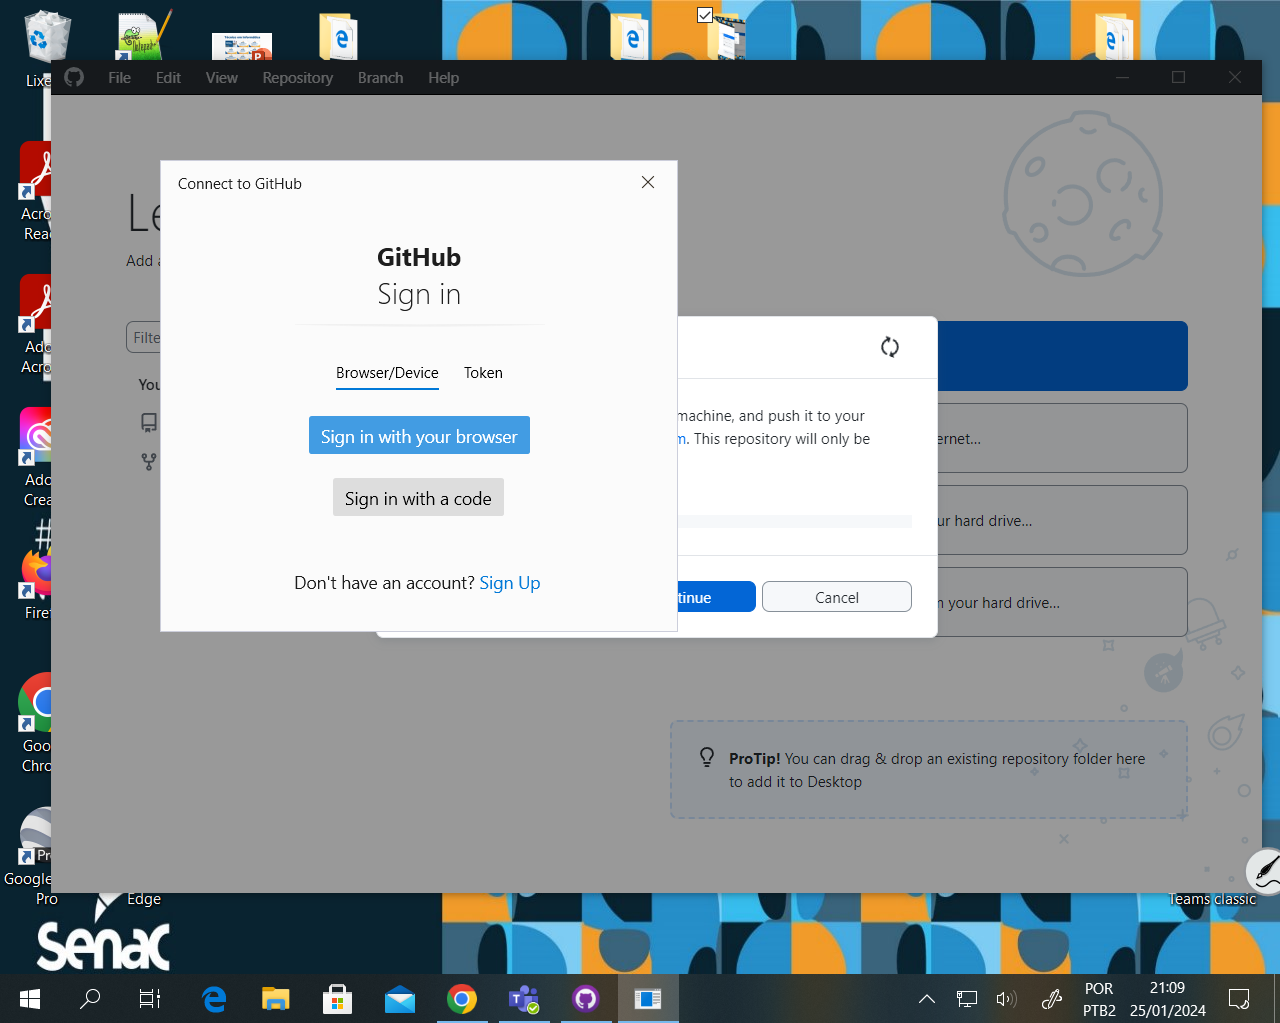 File Edit View Repository Branch Help
Connect to GitHub
GitHub
Sign in
Browser/Device Token
Sign in with your browser
Sign in with a code
Don't have an account? Sign Up
Le
Add a
Filte
You
machine, and push it to your
m. This repository will only be
tinue
Cancel
ernet...
ur hard drive...
n your hard drive...
ProTip! You can drag & drop an existing repository folder here
to add it to Desktop
Lixe
Acro
Rea
Ado
Acro
Ado
Crea
Firef
Goo
Chro
Pro
Google
Pro
Edge
Teams classic
Senac
POR
PTB2
21:09
25/01/2024